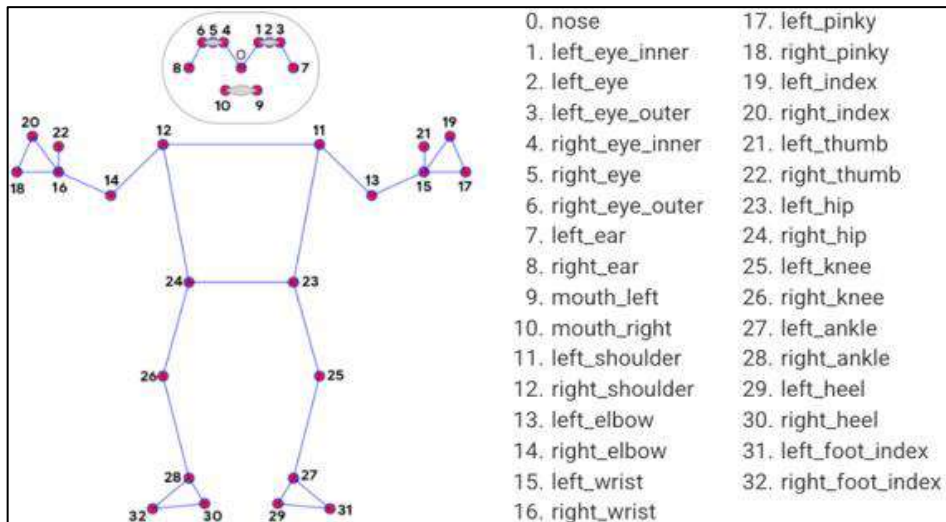 6 5 4 1 2 3
0
8 7
10 9
20 22 12 11 21 19
18 16 14 13 15 17
24 23
26 25
28 27
32 30 29 31
0. nose
1. left_eye_inner
2. left_eye
3. left_eye_outer
4. right_eye_inner
5. right_eye
6. right_eye_outer
7. left_ear
8. right_ear
9. mouth_left
10. mouth_right
11. left_shoulder
12. right_shoulder
13. left_elbow
14. right_elbow
15. left_wrist
16. right_wrist
17. left_pinky
18. right_pinky
19. left_index
20. right_index
21. left_thumb
22. right_thumb
23. left_hip
24. right_hip
25. left_knee
26. right_knee
27. left_ankle
28. right_ankle
29. left_heel
30. right_heel
31. left_foot_index
32. right_foot_index